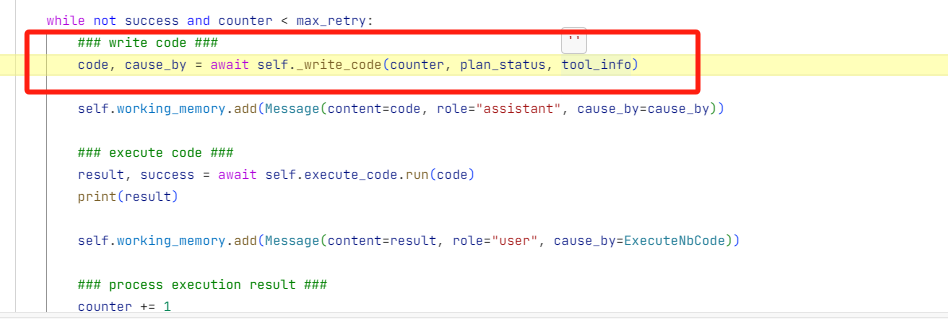 while not success and counter < max_retry:
### write code ###
''
code, cause_by = await self._write_code(counter, plan_status, tool_info)
self.working_memory.add(Message(content=code, role="assistant", cause_by=cause_by))
### execute code ###
result, success = await self.execute_code.run(code)
print(result)
self.working_memory.add(Message(content=result, role="user", cause_by=ExecuteNbCode))
### process execution result ###
counter += 1